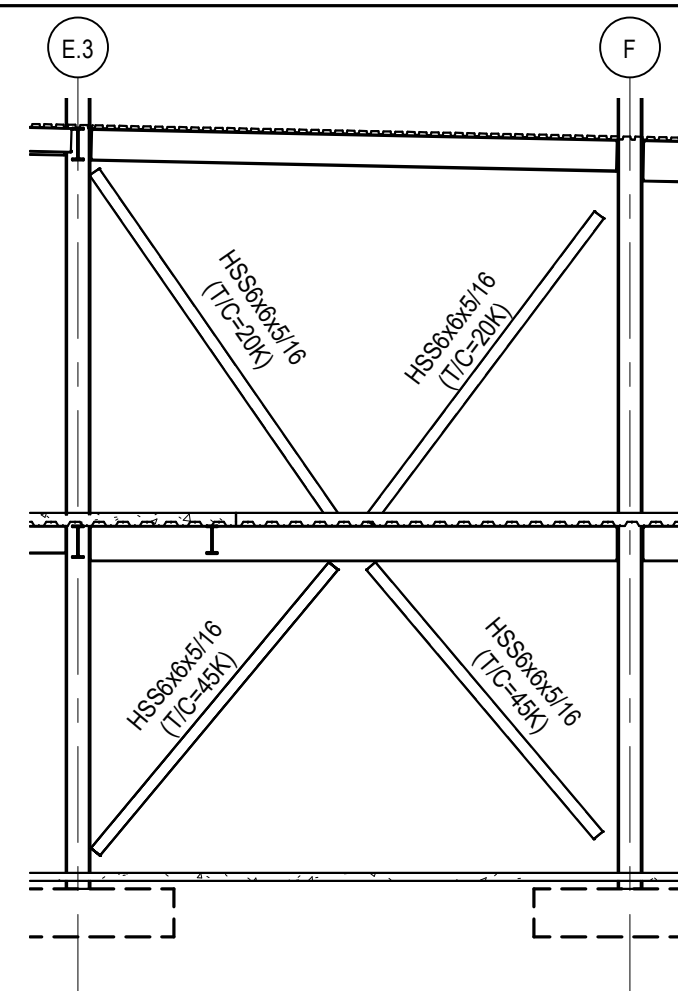 E.3
F
HSS6x6x5/16
(T/C=20K)
HSS6x6x5/16
(T/C=20K)
HSS6x6x5/16
(T/C=45K)
HSS6x6x5/16
(T/C=45K)